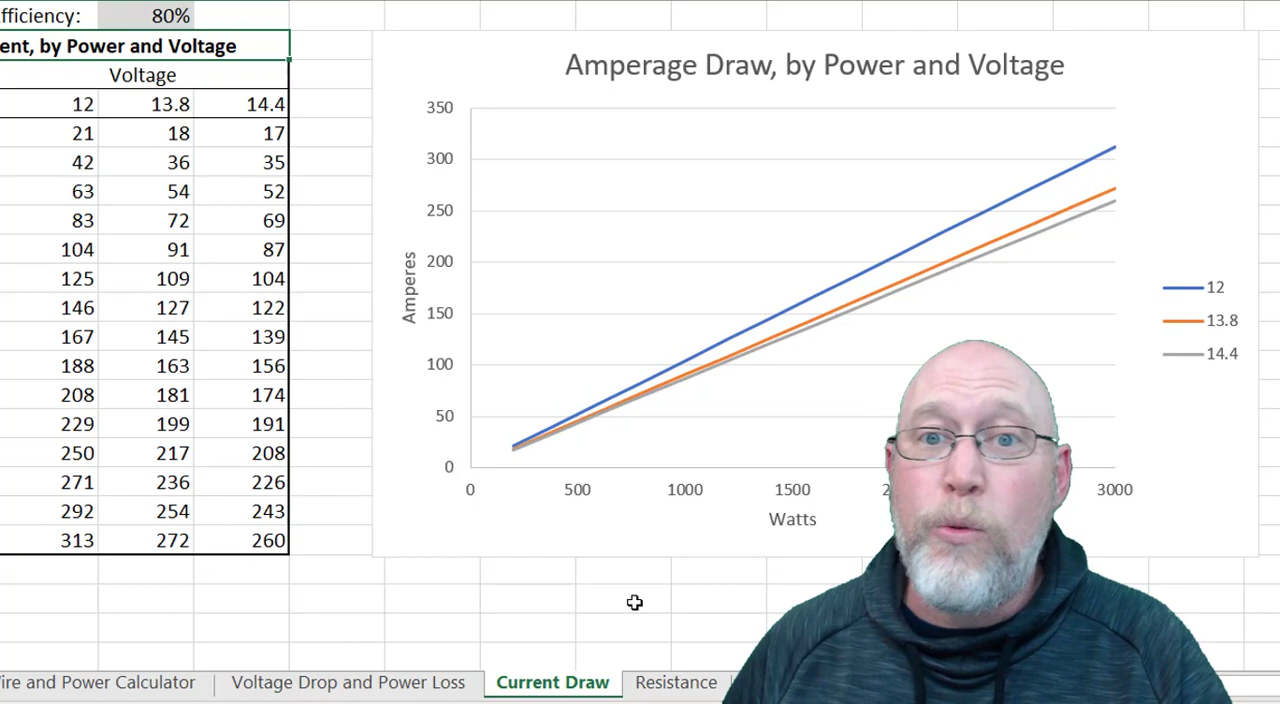 fficiency: 80%
ent, by Power and Voltage
Voltage
12 13.8 14.4
21 18 17
42 36 35
63 54 52
83 72 69
104 91 87
125 109 104
146 127 122
167 145 139
188 163 156
208 181 174
229 199 191
250 217 208
271 236 226
292 254 243
313 272 260
Amperage Draw, by Power and Voltage
350
300
250
200
150
100
50
0
Amperes
0 500 1000 1500 2 3000
Watts
12
13.8
14.4
ire and Power Calculator Voltage Drop and Power Loss Current Draw Resistance